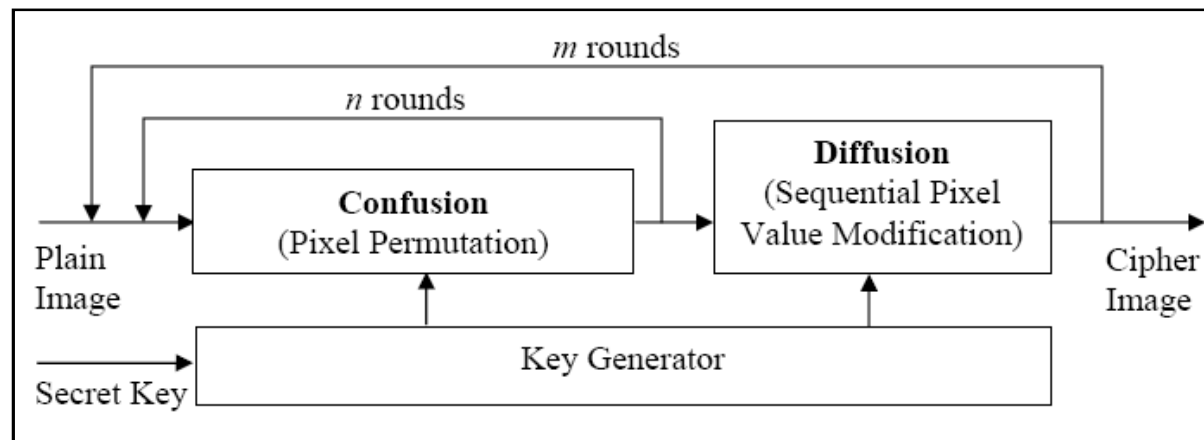 m rounds
n rounds
Confusion
(Pixel Permutation)
Diffusion
(Sequential Pixel
Value Modification)
Plain
Image
Cipher
Image
Key Generator
Secret Key